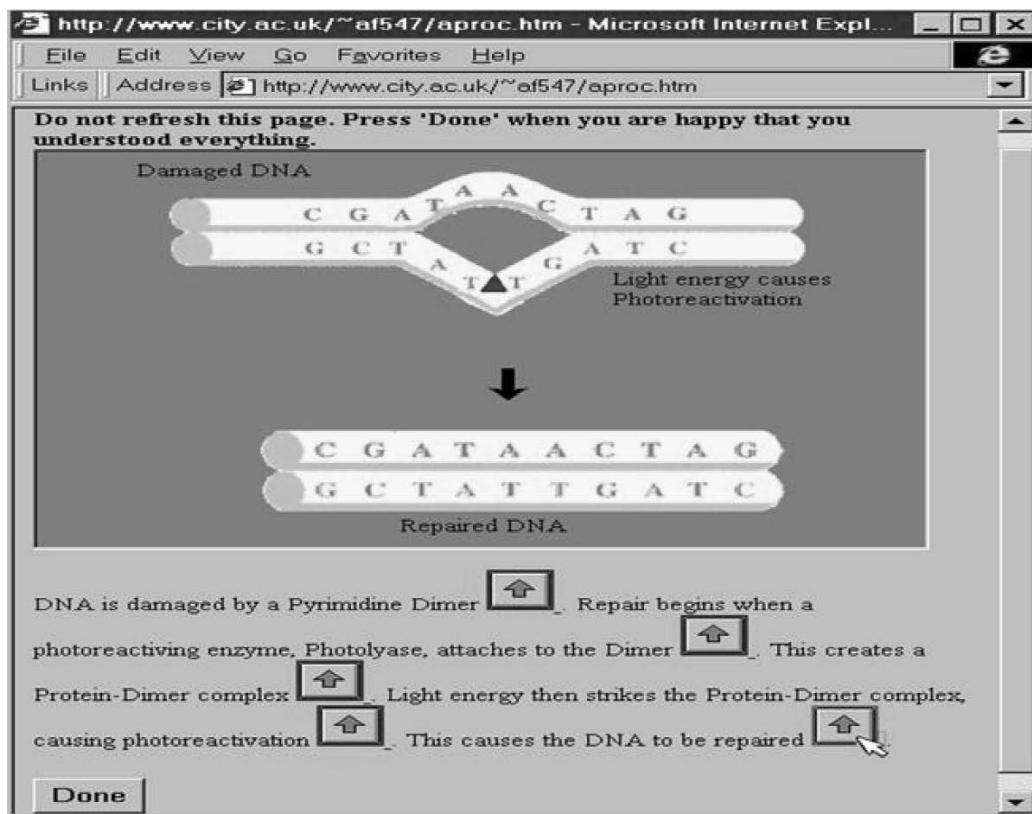 http://www.city.ac.uk/~af547/aproc.htm - Microsoft Internet Expl...
File Edit View Go Favorites Help
Links Address http://www.city.ac.uk/~af547/aproc.htm
Do not refresh this page. Press 'Done' when you are happy that you
understood everything.
Damaged DNA
C G A T A A C T A G
G C T A T T G A T C
Light energy causes
Photoreactivation
C G A T A A C T A G
G C T A T T G A T C
Repaired DNA
DNA is damaged by a Pyrimidine Dimer . Repair begins when a
photoreactiving enzyme, Photolyase, attaches to the Dimer . This creates a
Protein-Dimer complex . Light energy then strikes the Protein-Dimer complex,
causing photoreactivation . This causes the DNA to be repaired .
Done